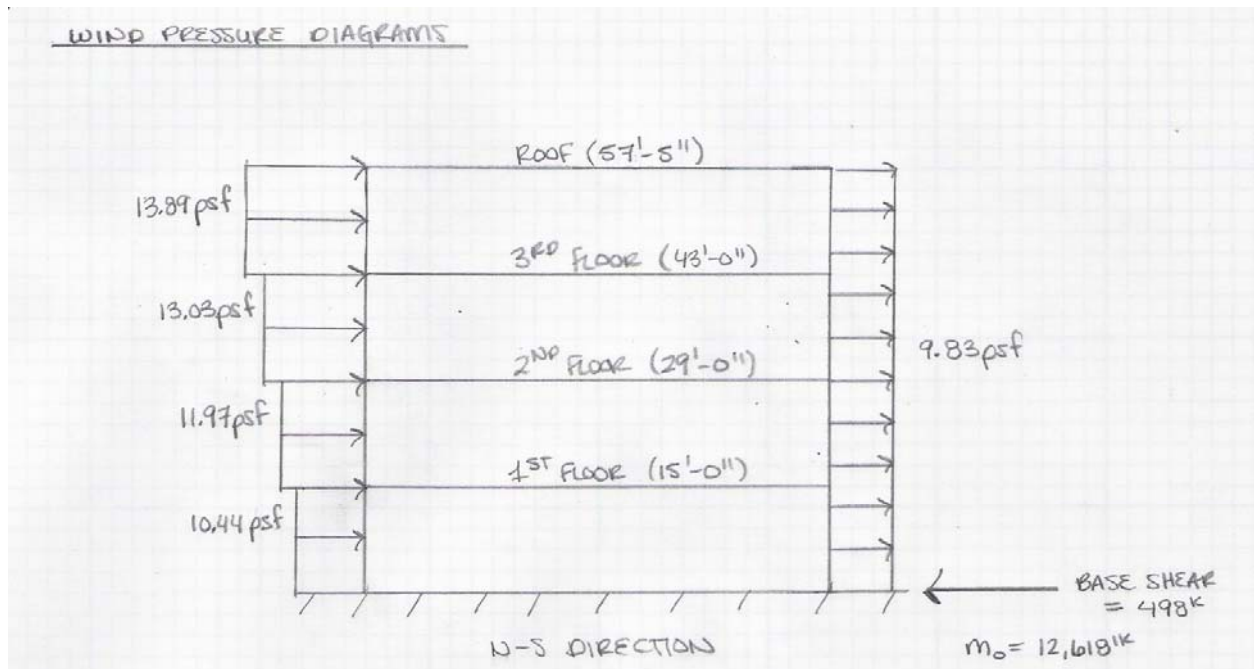 WIND PRESSURE DIAGRAMS
ROOF (57'-5")
13.89psf
3RD FLOOR (43'-0")
13.03psf
9.83psf
2ND FLOOR (29'-0")
11.97psf
1ST FLOOR (15'-0")
10.44psf
BASE SHEAR
= 498K
N-S DIRECTION
mo= 12,618'K